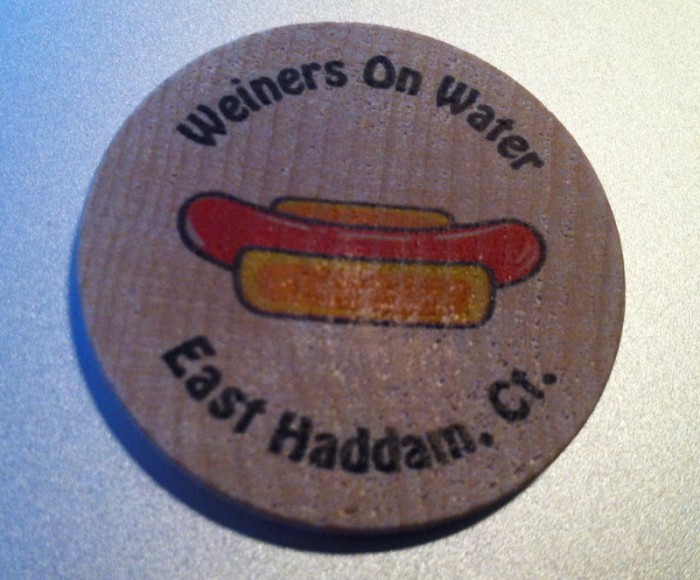 Weiners On Water
East Haddam, Ct.